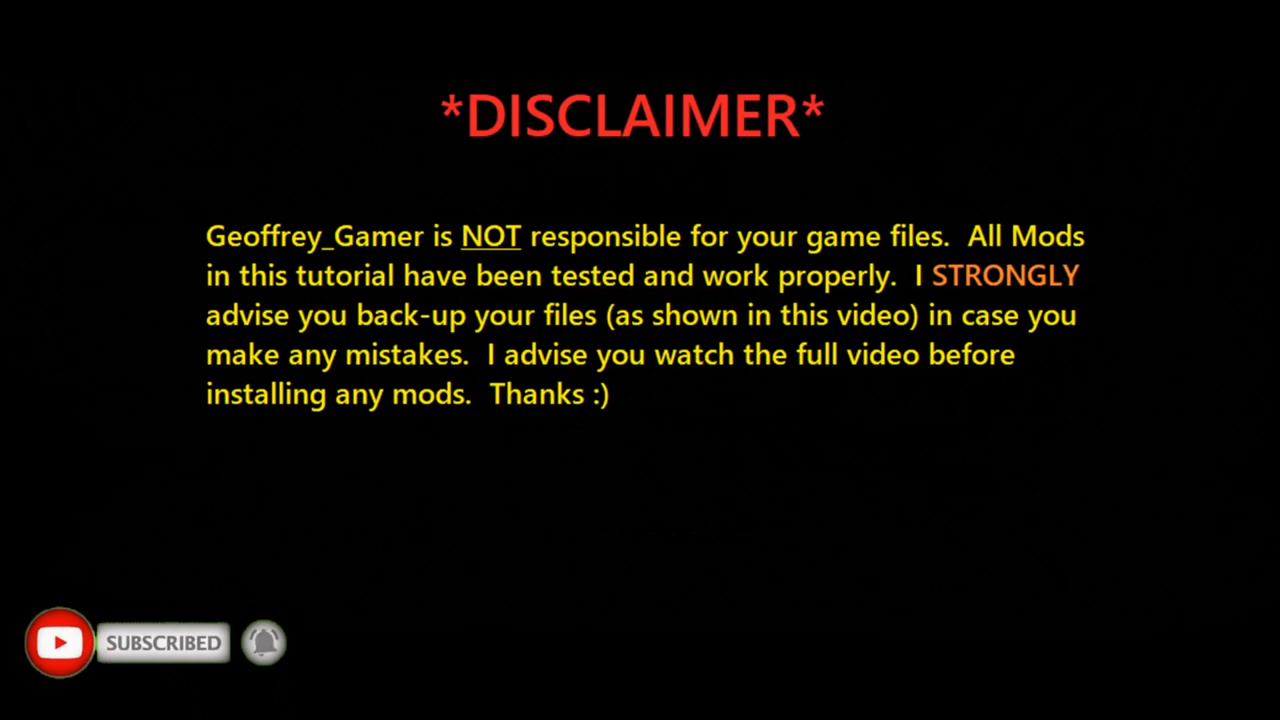 *DISCLAIMER*
Geoffrey_Gamer is NOT responsible for your game files.  All Mods
in this tutorial have been tested and work properly.  I STRONGLY
advise you back-up your files (as shown in this video) in case you
make any mistakes.  I advise you watch the full video before
installing any mods.  Thanks :)
SUBSCRIBED